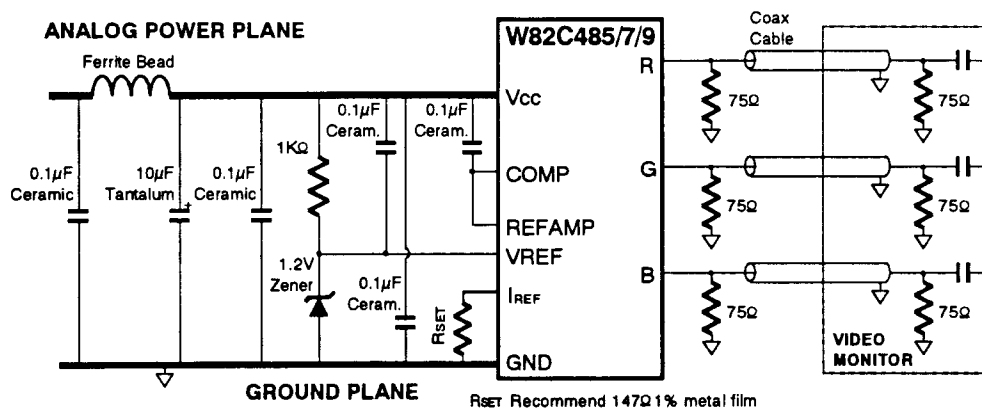 ANALOG POWER PLANE
Ferrite Bead
0.1µF
Ceramic
10µF
Tantalum
+
0.1µF
Ceramic
1KΩ
0.1µF
Ceram.
0.1µF
Ceram.
1.2V
Zener
0.1µF
Ceram.
RSET
W82C485/7/9
Vcc
COMP
REFAMP
VREF
IREF
GND
R
G
B
Coax
Cable
75Ω
75Ω
75Ω
75Ω
75Ω
75Ω
VIDEO
MONITOR
GROUND PLANE
RSET Recommend 147Ω 1% metal film